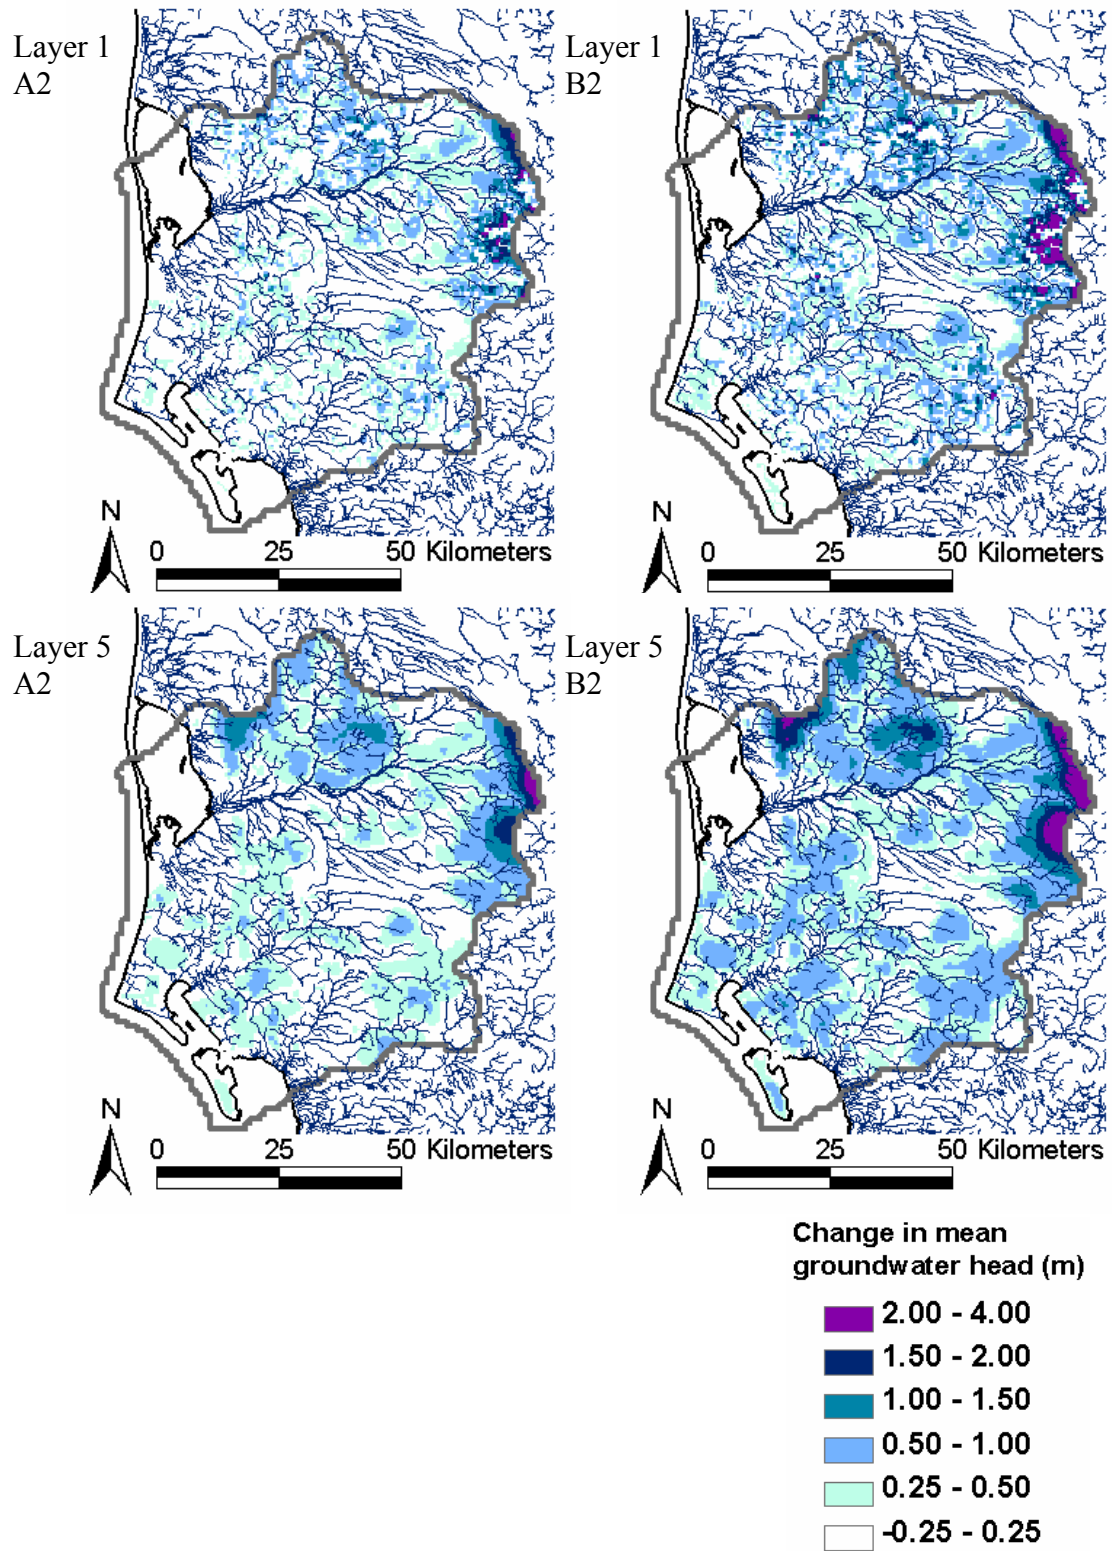 Layer 1
A2
Layer 1
B2
N
0 25 50 Kilometers
N
0 25 50 Kilometers
Layer 5
A2
Layer 5
B2
N
0 25 50 Kilometers
N
0 25 50 Kilometers
Change in mean
groundwater head (m)
2.00 - 4.00
1.50 - 2.00
1.00 - 1.50
0.50 - 1.00
0.25 - 0.50
-0.25 - 0.25